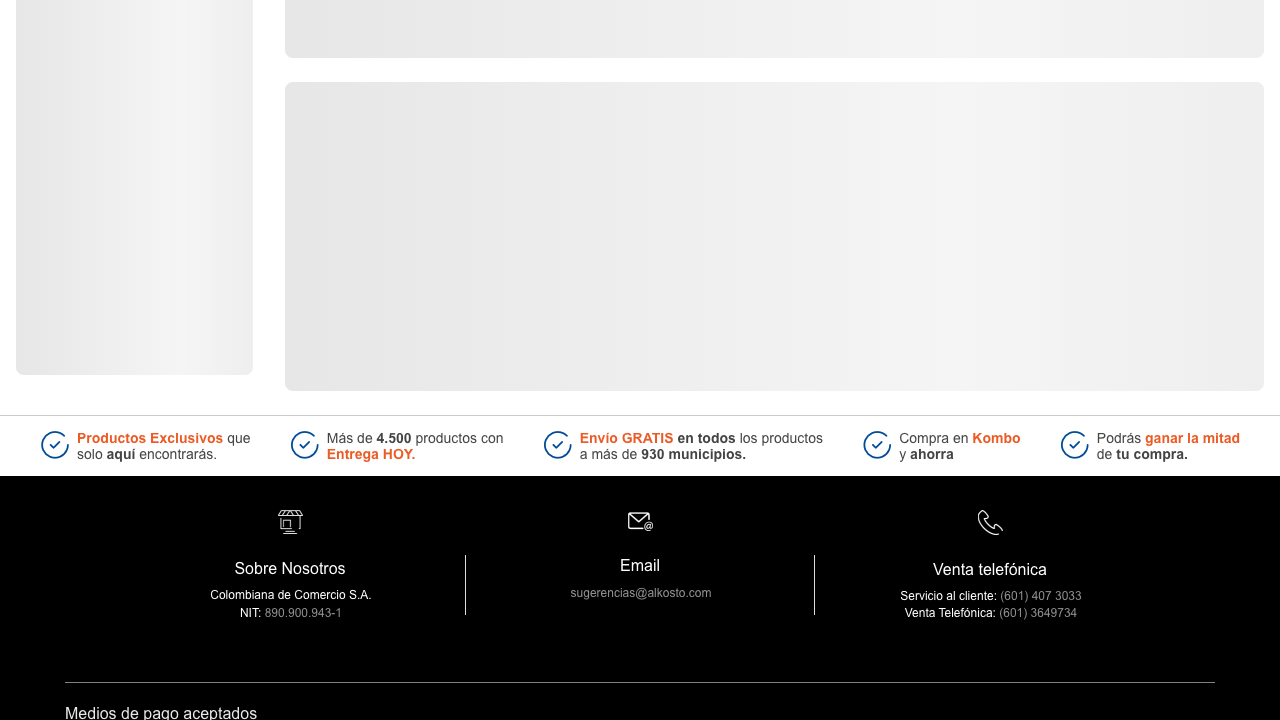 Productos Exclusivos que
solo aquí encontrarás.
Más de 4.500 productos con
Entrega HOY.
Envío GRATIS en todos los productos
a más de 930 municipios.
Compra en Kombo
y ahorra
Podrás ganar la mitad
de tu compra.
Sobre Nosotros
Colombiana de Comercio S.A.
NIT: 890.900.943-1
Email
sugerencias@alkosto.com
Venta telefónica
Servicio al cliente: (601) 407 3033
Venta Telefónica: (601) 3649734
Medios de pago aceptados